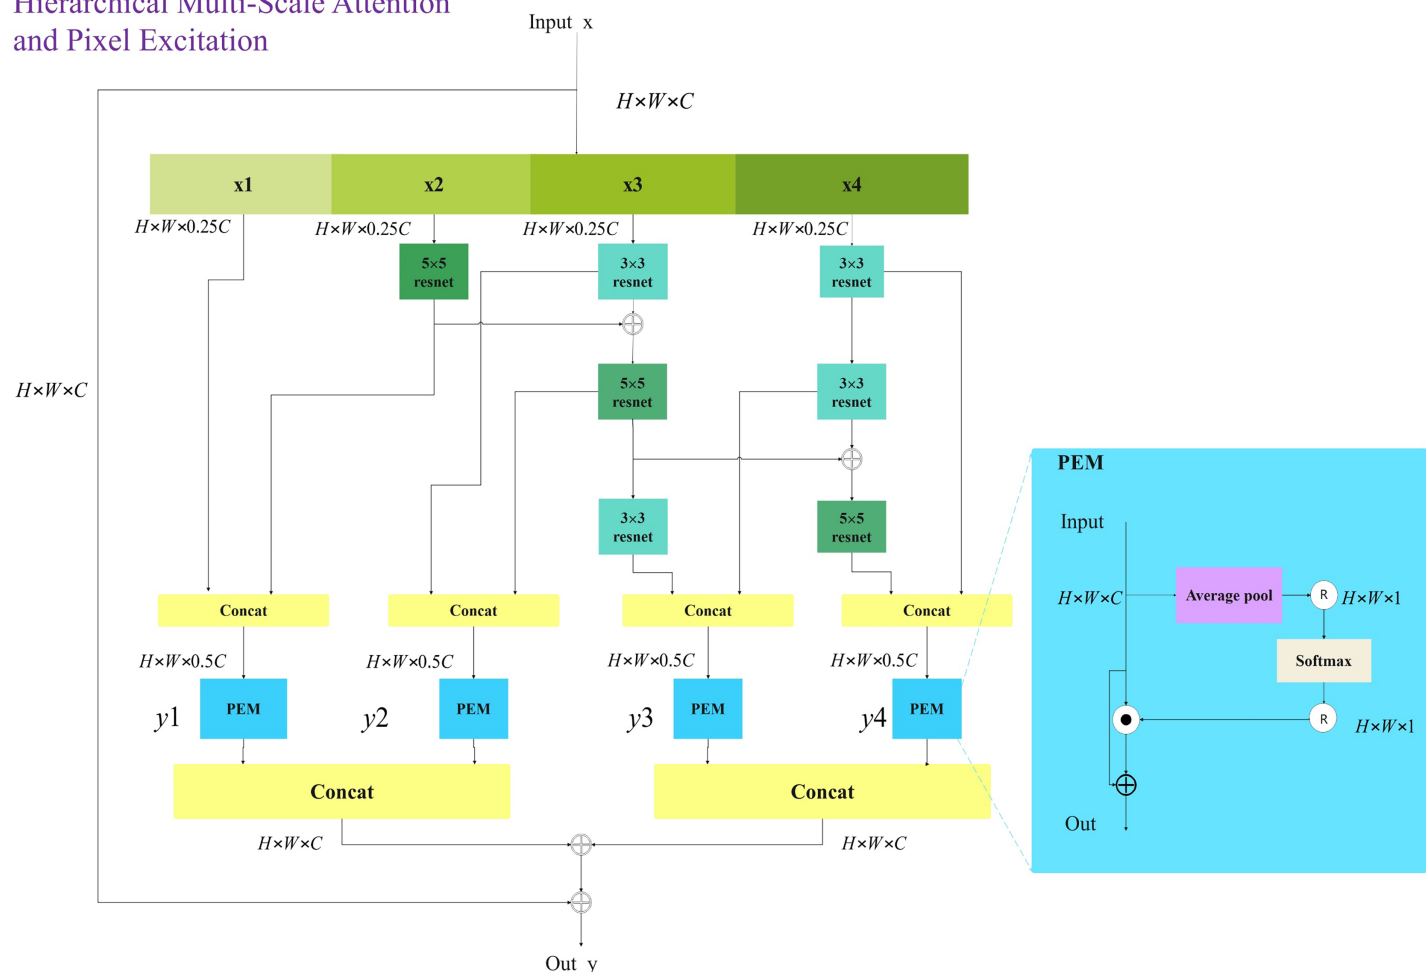 Hierarchical Multi-Scale Attention
and Pixel Excitation
Input x
H×W×C
x1 x2 x3 x4
H×W×0.25C H×W×0.25C H×W×0.25C H×W×0.25C
5×5
resnet
3×3
resnet
3×3
resnet
H×W×C
5×5
resnet
3×3
resnet
3×3
resnet
5×5
resnet
Concat Concat Concat Concat
H×W×0.5C H×W×0.5C H×W×0.5C H×W×0.5C
y1 PEM y2 PEM y3 PEM y4 PEM
Concat Concat
H×W×C H×W×C
Out y
PEM
Input
H×W×C Average pool R H×W×1
Softmax
R H×W×1
Out